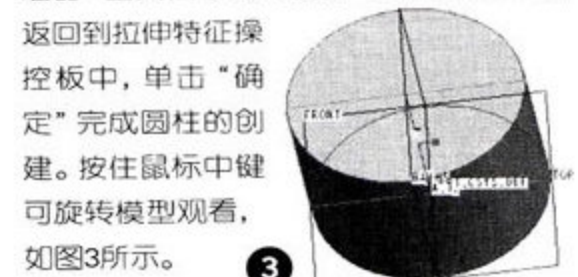 返回到拉伸特征操
控板中，单击“确
定”完成圆柱的创
建。按住鼠标中键
可旋转模型观看，
如图3所示。
3
FRONT